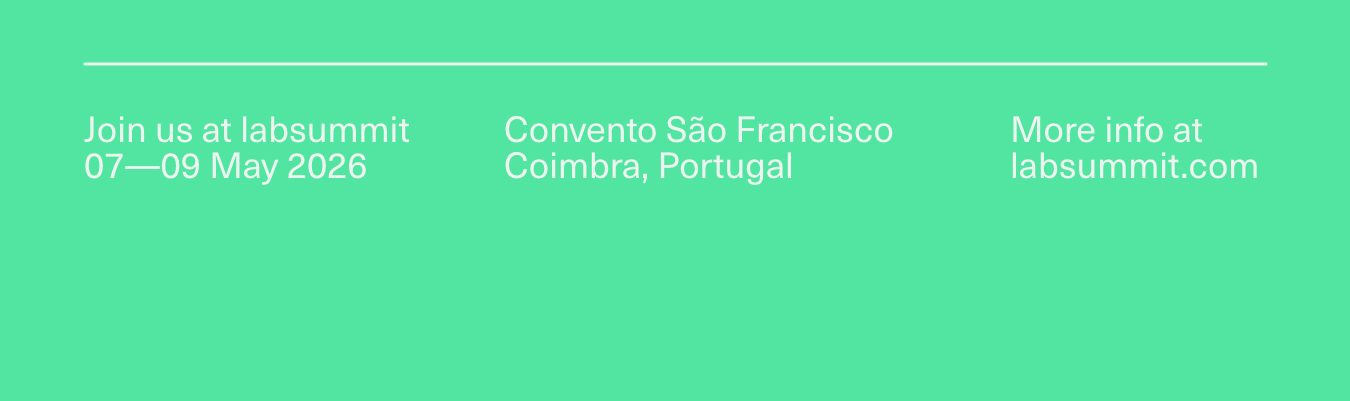 Join us at labsummit
07—09 May 2026
Convento São Francisco
Coimbra, Portugal
More info at
labsummit.com